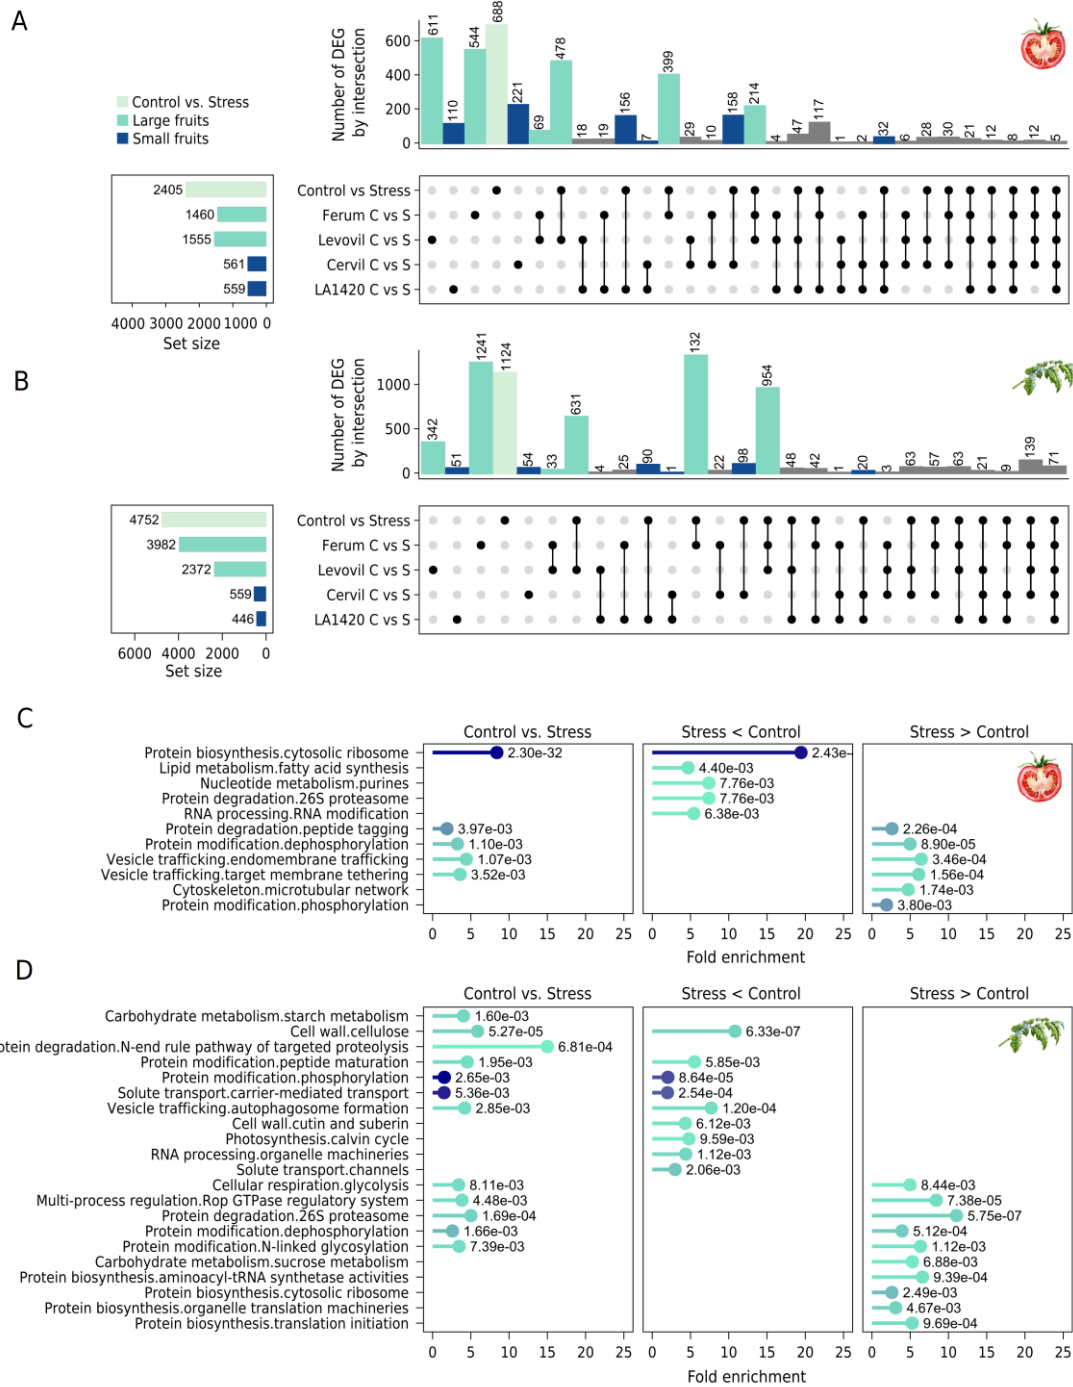 A
Number of DEG
by intersection
600
400
200
0
611
110
544
688
221
69
478
18
19
156
7
399
29
10
158
214
4
47
117
1
2
32
6
28
30
21
12
8
12
5
Control vs. Stress
Large fruits
Small fruits
2405
1460
1555
561
559
4000 3000 2000 1000 0
Set size
Control vs Stress
Ferum C vs S
Levovil C vs S
Cervil C vs S
LA1420 C vs S
B
Number of DEG
by intersection
1000
500
0
342
51
1241
1124
54
33
631
4
25
90
1
132
22
98
954
48
42
1
20
3
63
57
63
21
9
139
71
4752
3982
2372
559
446
6000 4000 2000 0
Set size
Control vs Stress
Ferum C vs S
Levovil C vs S
Cervil C vs S
LA1420 C vs S
C
Control vs. Stress Stress < Control Stress > Control
Protein biosynthesis.cytosolic ribosome 2.30e-32 2.43e-
Lipid metabolism.fatty acid synthesis 4.40e-03
Nucleotide metabolism.purines 7.76e-03
Protein degradation.26S proteasome 7.76e-03
RNA processing.RNA modification 6.38e-03
Protein degradation.peptide tagging 3.97e-03 2.26e-04
Protein modification.dephosphorylation 1.10e-03 8.90e-05
Vesicle trafficking.endomembrane trafficking 1.07e-03 3.46e-04
Vesicle trafficking.target membrane tethering 3.52e-03 1.56e-04
Cytoskeleton.microtubular network 1.74e-03
Protein modification.phosphorylation 3.80e-03
0 5 10 15 20 25 0 5 10 15 20 25 0 5 10 15 20 25
Fold enrichment
D
Control vs. Stress Stress < Control Stress > Control
Carbohydrate metabolism.starch metabolism 1.60e-03
Cell wall.cellulose 5.27e-05 6.33e-07
otein degradation.N-end rule pathway of targeted proteolysis 6.81e-04
Protein modification.peptide maturation 1.95e-03 5.85e-03
Protein modification.phosphorylation 2.65e-03 8.64e-05
Solute transport.carrier-mediated transport 5.36e-03 2.54e-04
Vesicle trafficking.autophagosome formation 2.85e-03 1.20e-04
Cell wall.cutin and suberin 6.12e-03
Photosynthesis.calvin cycle 9.59e-03
RNA processing.organelle machineries 1.12e-03
Solute transport.channels 2.06e-03
Cellular respiration.glycolysis 8.11e-03 8.44e-03
Multi-process regulation.Rop GTPase regulatory system 4.48e-03 7.38e-05
Protein degradation.26S proteasome 1.69e-04 5.75e-07
Protein modification.dephosphorylation 1.66e-03 5.12e-04
Protein modification.N-linked glycosylation 7.39e-03 1.12e-03
Carbohydrate metabolism.sucrose metabolism 6.88e-03
Protein biosynthesis.aminoacyl-tRNA synthetase activities 9.39e-04
Protein biosynthesis.cytosolic ribosome 2.49e-03
Protein biosynthesis.organelle translation machineries 4.67e-03
Protein biosynthesis.translation initiation 9.69e-04
0 5 10 15 20 25 0 5 10 15 20 25 0 5 10 15 20 25
Fold enrichment